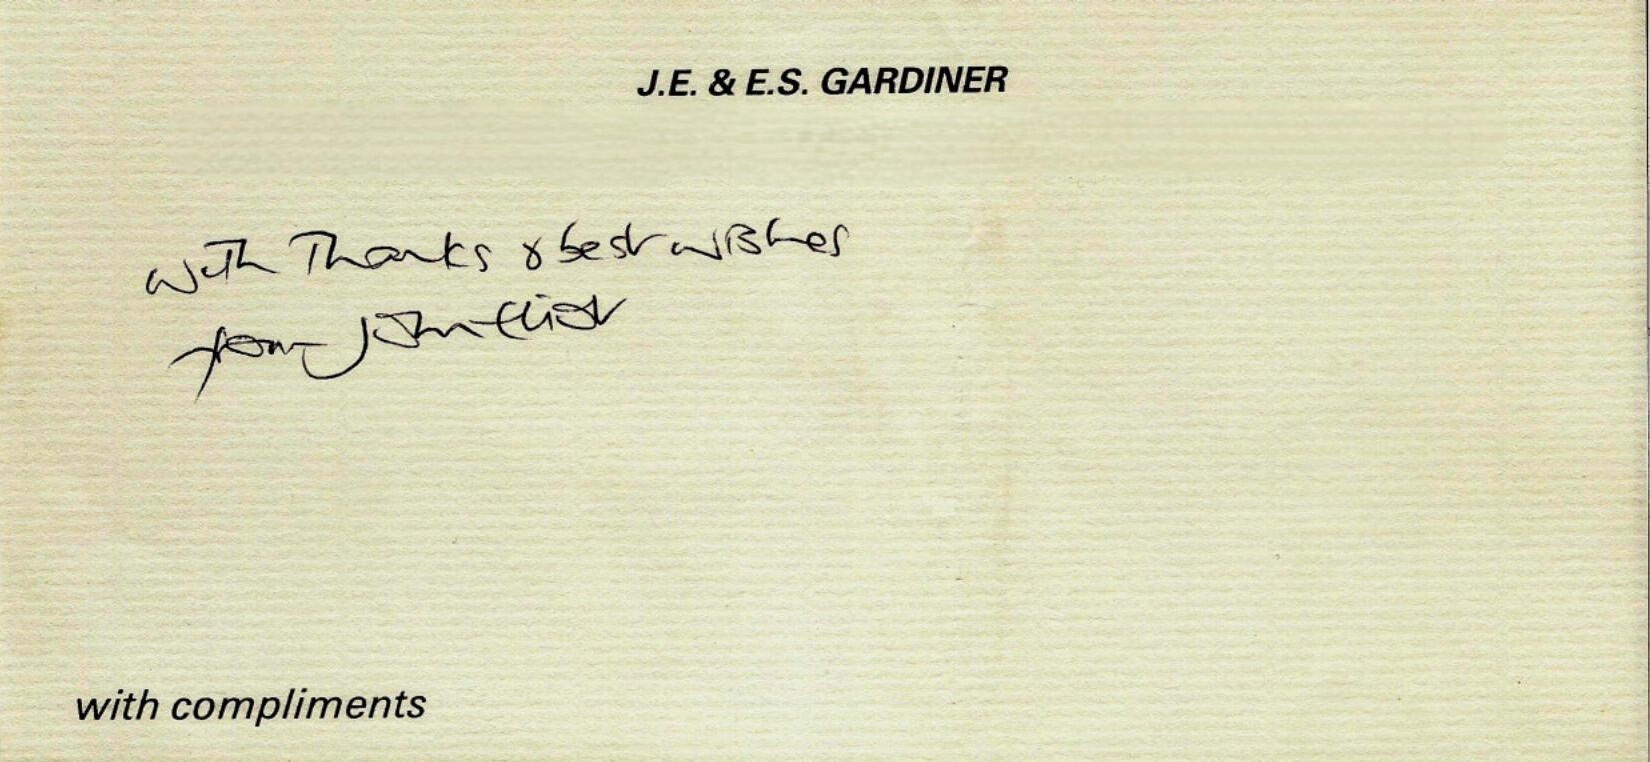 J.E. & E.S. GARDINER
With Thanks & best wishes
from John Eliot
with compliments